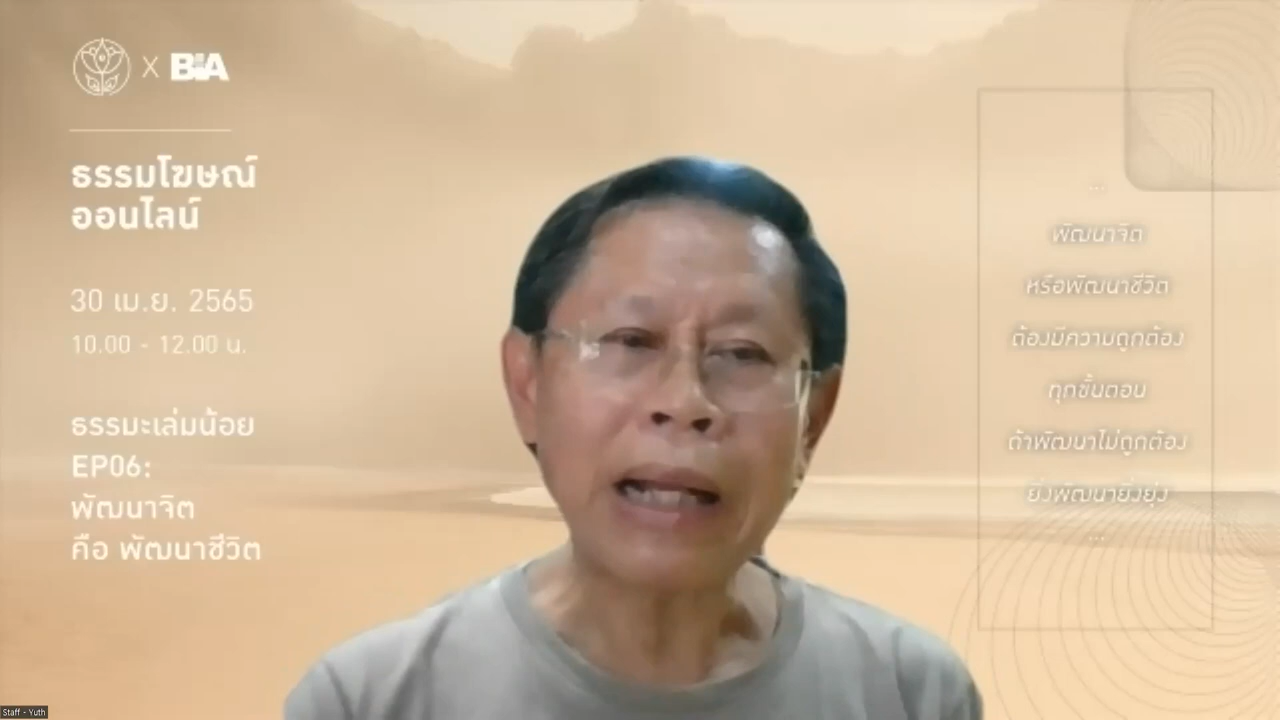 X BIA
ธรรมโฆษณ์
ออนไลน์
30 เม.ย. 2565
10.00 - 12.00 น.
ธรรมะเล่มน้อย
EP06:
พัฒนาจิต
คือ พัฒนาชีวิต
...
พัฒนาจิต
หรือพัฒนาชีวิต
ต้องมีความถูกต้อง
ทุกขั้นตอน
ถ้าพัฒนาไม่ถูกต้อง
ยิ่งพัฒนายิ่งยุ่ง
...
Staff - Yuth